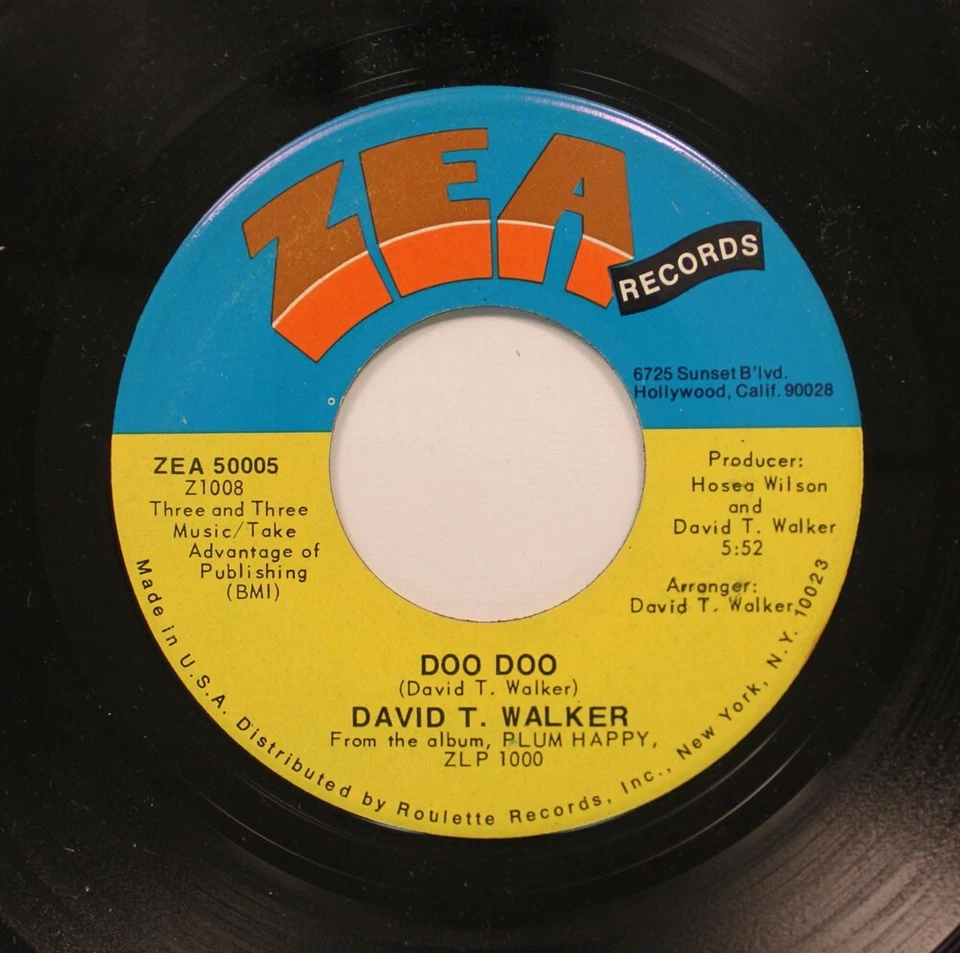 ZEA
RECORDS
6725 Sunset B'lvd.
Hollywood, Calif. 90028
ZEA 50005
Z1008
Three and Three
Music/Take
Advantage of
Publishing
(BMI)
Producer:
Hosea Wilson
and
David T. Walker
5:52
Arranger:
David T. Walker
DOO DOO
(David T. Walker)
DAVID T. WALKER
From the album, PLUM HAPPY,
ZLP 1000
Made in U.S.A. Distributed by Roulette Records, Inc., New York, N.Y. 10023